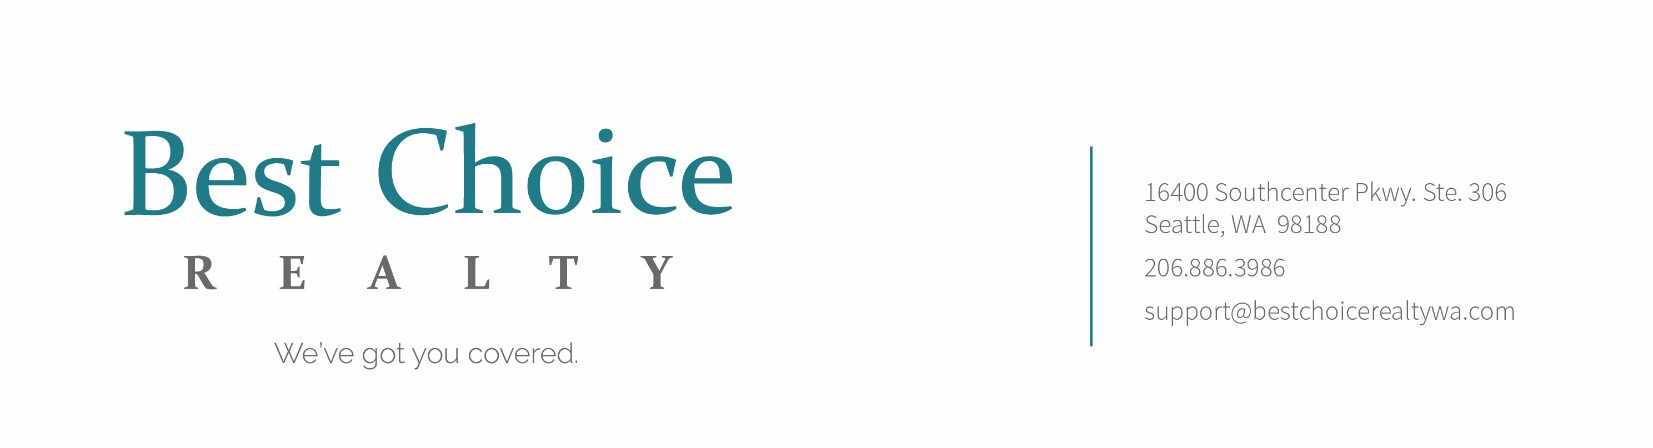 Best Choice
REALTY
We've got you covered.
16400 Southcenter Pkwy. Ste. 306
Seattle, WA  98188
206.886.3986
support@bestchoicerealtywa.com